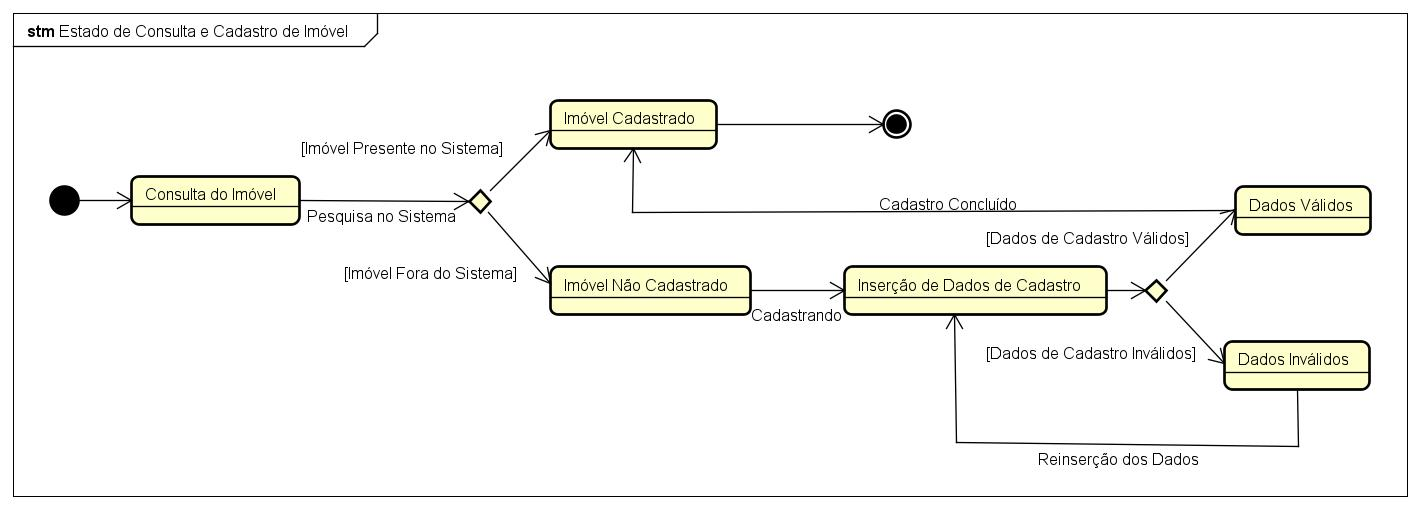 stm Estado de Consulta e Cadastro de Imóvel
Imóvel Cadastrado
[Imóvel Presente no Sistema]
Consulta do Imóvel
Pesquisa no Sistema
Cadastro Concluído
Dados Válidos
[Dados de Cadastro Válidos]
[Imóvel Fora do Sistema]
Imóvel Não Cadastrado
Cadastrando
Inserção de Dados de Cadastro
[Dados de Cadastro Inválidos]
Dados Inválidos
Reinserção dos Dados